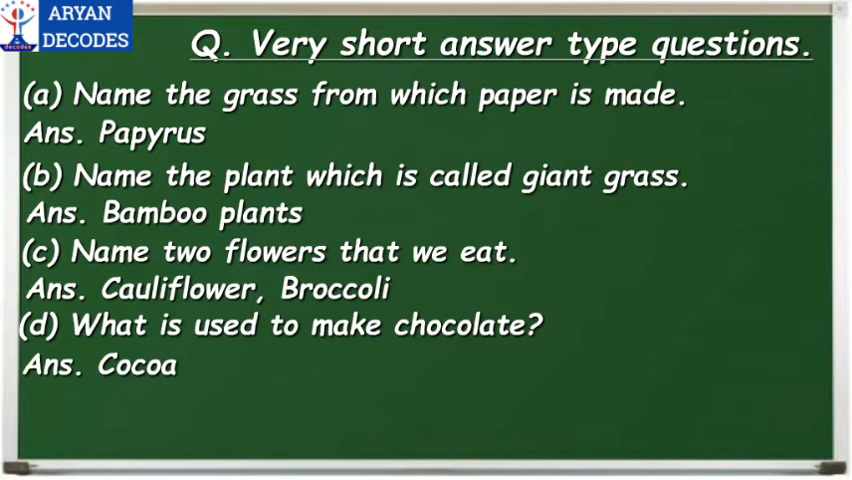 ARYAN
DECODES
decodes
Q. Very short answer type questions.
(a) Name the grass from which paper is made.
Ans. Papyrus
(b) Name the plant which is called giant grass.
Ans. Bamboo plants
(c) Name two flowers that we eat.
Ans. Cauliflower, Broccoli
(d) What is used to make chocolate?
Ans. Cocoa